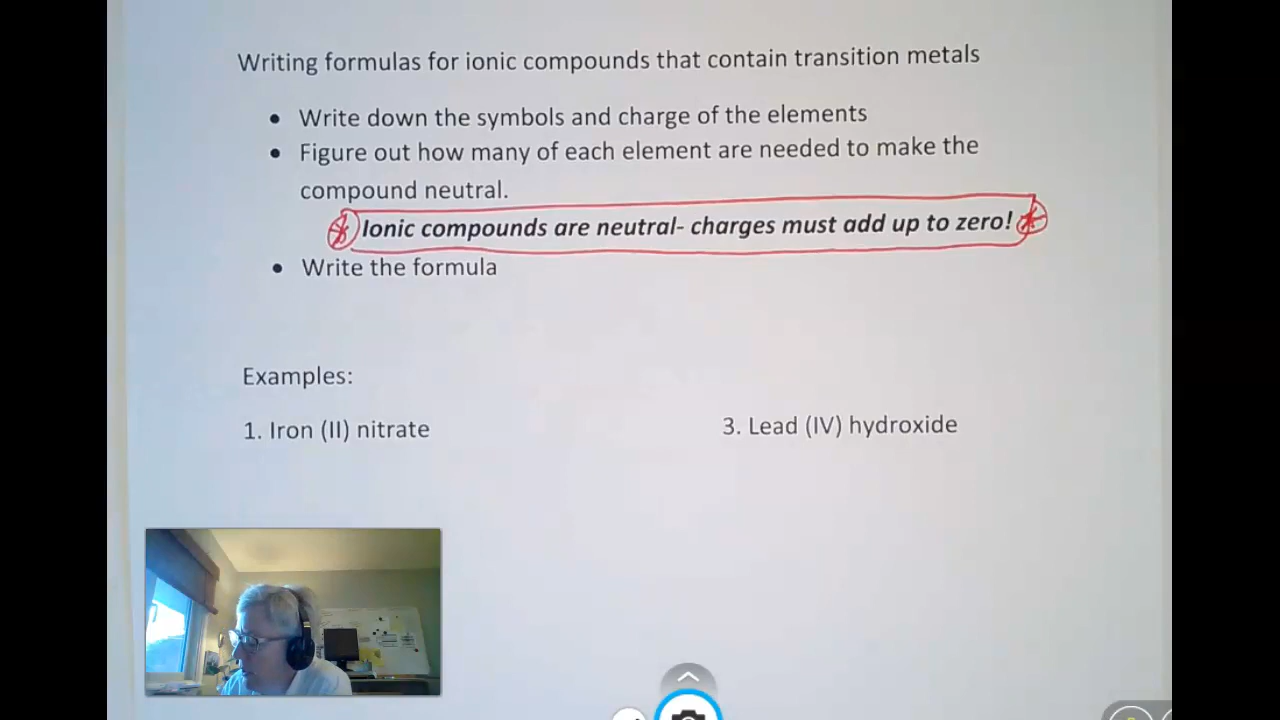 Writing formulas for ionic compounds that contain transition metals
• Write down the symbols and charge of the elements
• Figure out how many of each element are needed to make the
compound neutral.
Ionic compounds are neutral- charges must add up to zero!
• Write the formula
Examples:
1. Iron (II) nitrate
3. Lead (IV) hydroxide